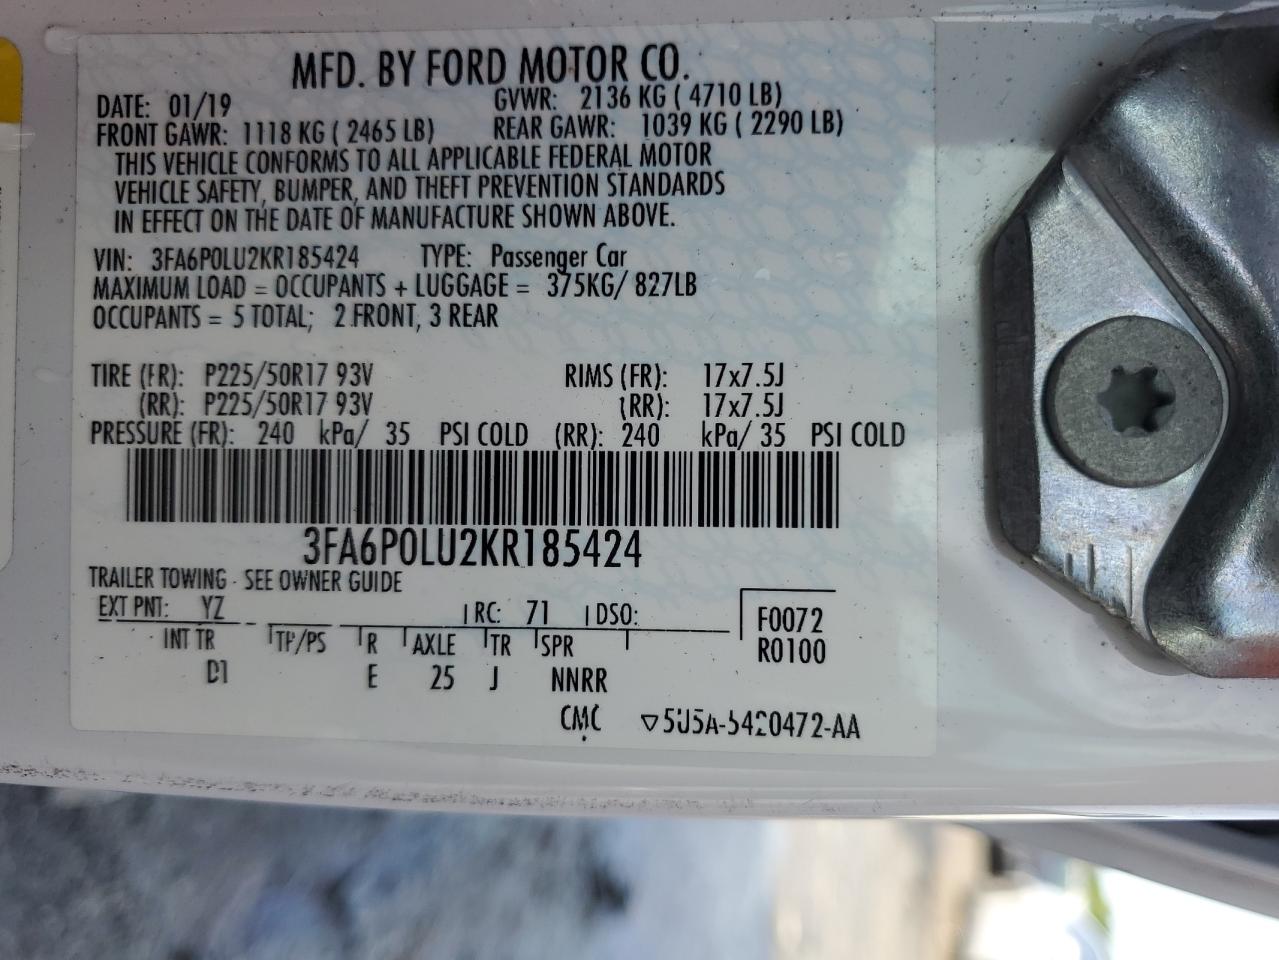 MFD. BY FORD MOTOR CO.
DATE: 01/19 GVWR: 2136 KG ( 4710 LB)
FRONT GAWR: 1118 KG ( 2465 LB) REAR GAWR: 1039 KG ( 2290 LB)
THIS VEHICLE CONFORMS TO ALL APPLICABLE FEDERAL MOTOR
VEHICLE SAFETY, BUMPER, AND THEFT PREVENTION STANDARDS
IN EFFECT ON THE DATE OF MANUFACTURE SHOWN ABOVE.
VIN: 3FA6P0LU2KR185424 TYPE: Passenger Car
MAXIMUM LOAD = OCCUPANTS + LUGGAGE = 375KG/ 827LB
OCCUPANTS = 5 TOTAL; 2 FRONT, 3 REAR
TIRE (FR): P225/50R17 93V RIMS (FR): 17x7.5J
(RR): P225/50R17 93V (RR): 17x7.5J
PRESSURE (FR): 240 kPa/ 35 PSI COLD (RR): 240 kPa/ 35 PSI COLD
3FA6P0LU2KR185424
TRAILER TOWING - SEE OWNER GUIDE
EXT PNT: YZ RC: 71 DSO: F0072
INT TR TP/PS R AXLE TR SPR R0100
D1 E 25 J NNRR
CMC ▽5U5A-5420472-AA